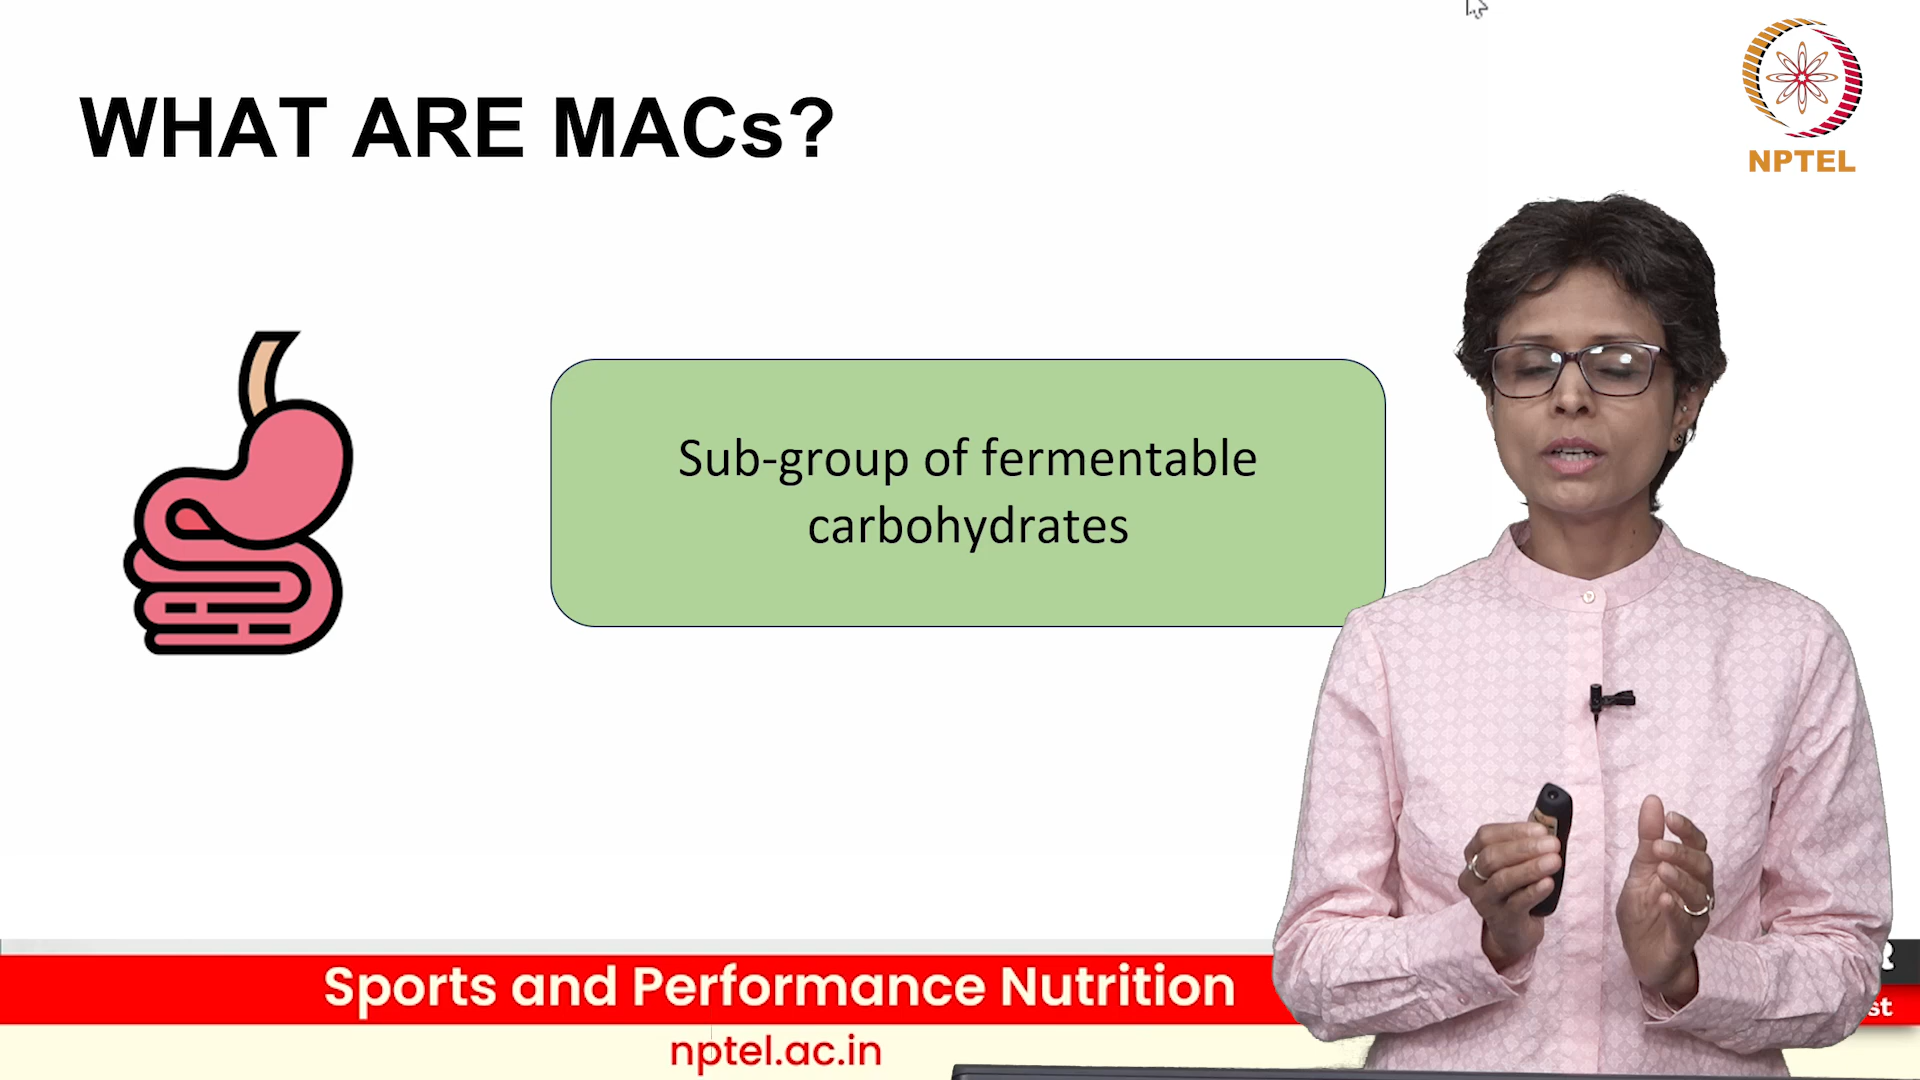 WHAT ARE MACs?
NPTEL
Sub-group of fermentable
carbohydrates
Sports and Performance Nutrition
nptel.ac.in